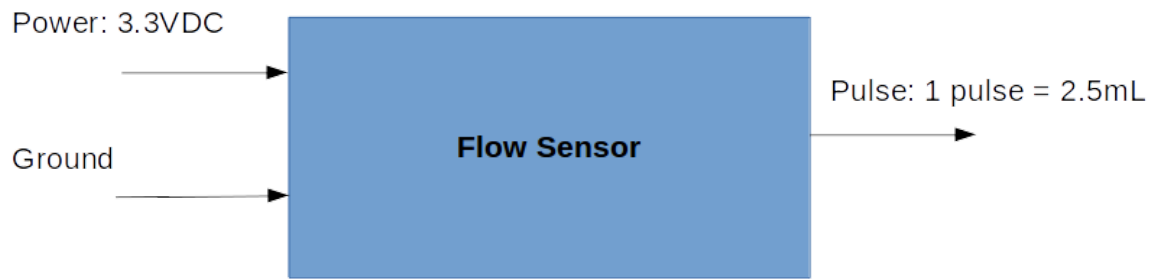 Power: 3.3VDC
Pulse: 1 pulse = 2.5mL
Flow Sensor
Ground